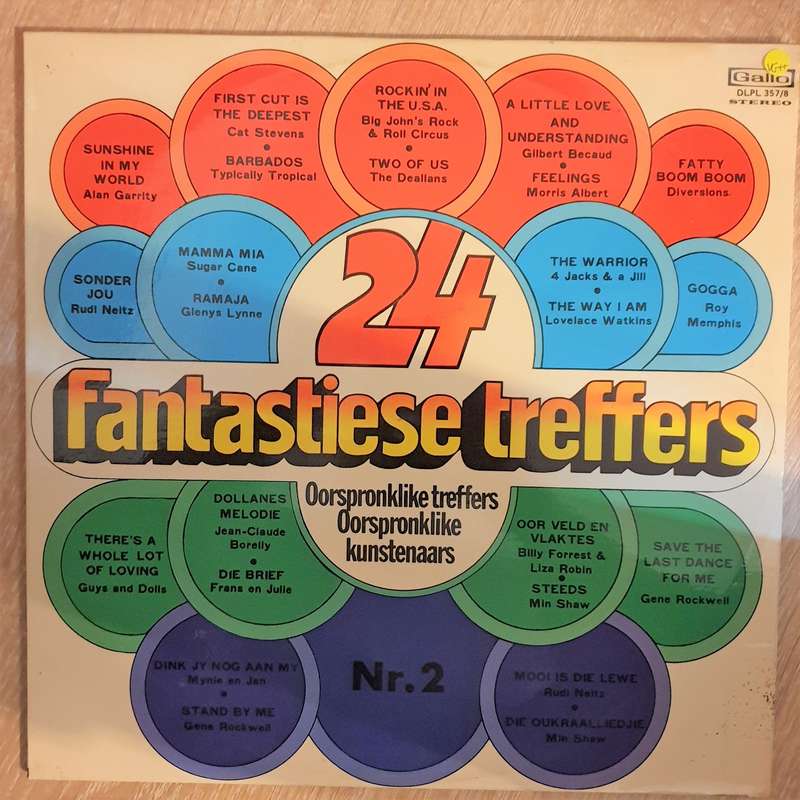 VG++
Gallo
DLPL 357/8
STEREO
SUNSHINE
IN MY
WORLD
Alan Garrity
FIRST CUT IS
THE DEEPEST
Cat Stevens
BARBADOS
Typically Tropical
ROCKIN' IN
THE U.S.A.
Big John's Rock
& Roll Circus
TWO OF US
The Dealians
A LITTLE LOVE
AND
UNDERSTANDING
Gilbert Becaud
FEELINGS
Morris Albert
FATTY
BOOM BOOM
Diversions.
SONDER
JOU
Rudi Neitz
MAMMA MIA
Sugar Cane
RAMAJA
Glenys Lynne
24
THE WARRIOR
4 Jacks & a Jill
THE WAY I AM
Lovelace Watkins
GOGGA
Roy
Memphis
Fantastiese treffers
Oorspronklike treffers
Oorspronklike
kunstenaars
THERE'S A
WHOLE LOT
OF LOVING
Guys and Dolls
DOLLANES
MELODIE
Jean-Claude
Borelly
DIE BRIEF
Frans en Julie
OOR VELD EN
VLAKTES
Billy Forrest &
Liza Robin
STEEDS
Min Shaw
SAVE THE
LAST DANCE
FOR ME
Gene Rockwell
DINK JY NOG AAN MY
Mynie en Jan
STAND BY ME
Gene Rockwell
Nr. 2
MOOI IS DIE LEWE
Rudi Neitz
DIE OUKRAALLIEDJIE
Min Shaw